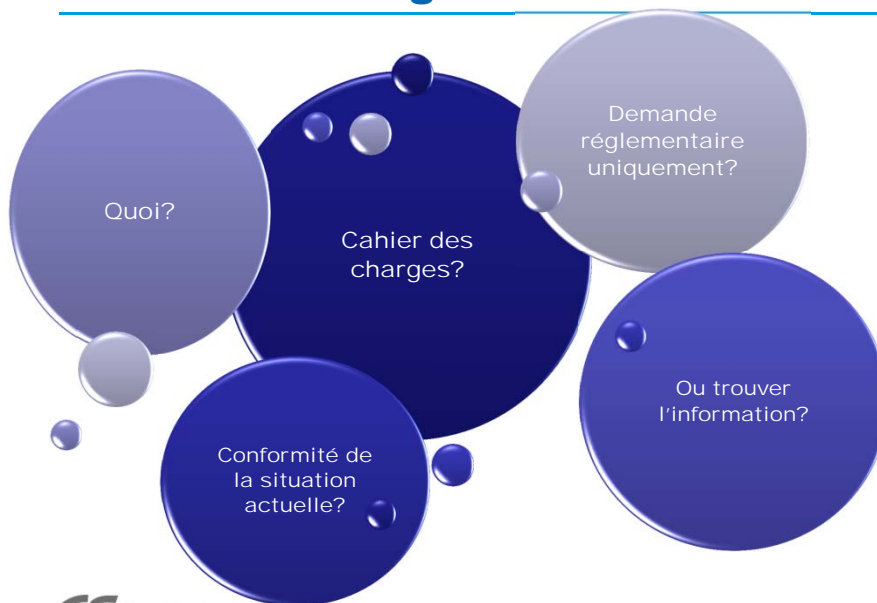 Quoi?
Cahier des
charges?
Demande
réglementaire
uniquement?
Ou trouver
l'information?
Conformité de
la situation
actuelle?